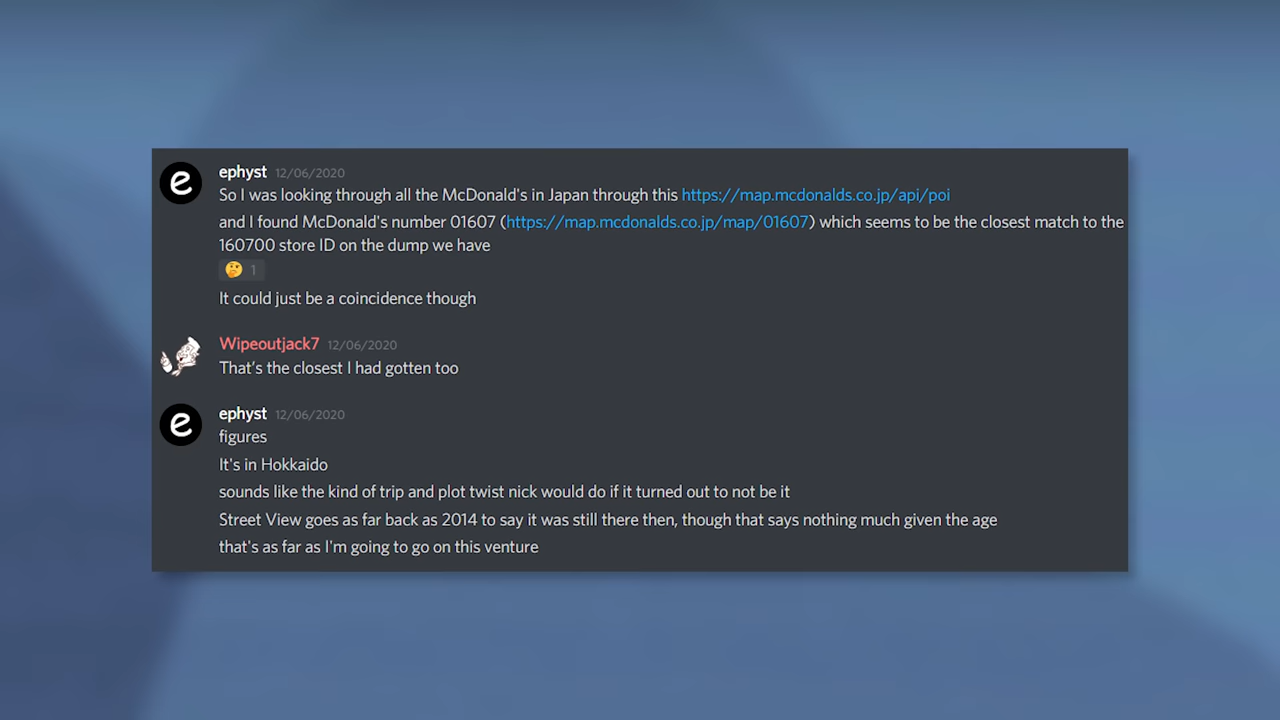 ephyst 12/06/2020
So I was looking through all the McDonald's in Japan through this https://map.mcdonalds.co.jp/api/poi
and I found McDonald's number 01607 (https://map.mcdonalds.co.jp/map/01607) which seems to be the closest match to the
160700 store ID on the dump we have
🤔 1
It could just be a coincidence though
Wipeoutjack7 12/06/2020
That’s the closest I had gotten too
ephyst 12/06/2020
figures
It's in Hokkaido
sounds like the kind of trip and plot twist nick would do if it turned out to not be it
Street View goes as far back as 2014 to say it was still there then, though that says nothing much given the age
that's as far as I'm going to go on this venture